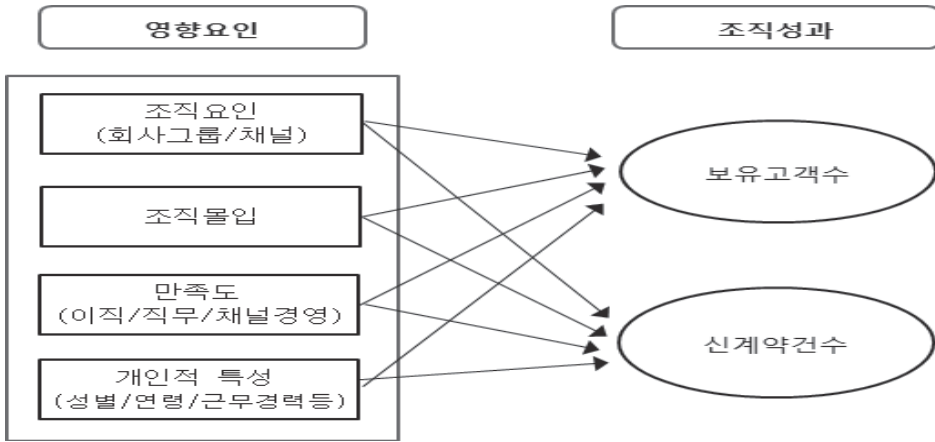 영향요인
조직성과
조직요인
(회사그룹/채널)
조직몰입
만족도
(이직/직무/채널경영)
개인적 특성
(성별/연령/근무경력등)
보유고객수
신계약건수